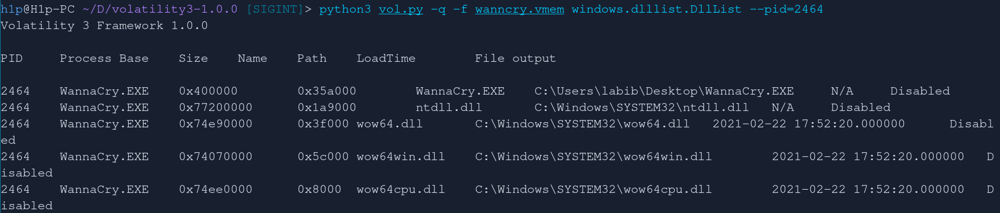 h1p@H1p-PC ~/D/volatility3-1.0.0 [SIGINT]> python3 vol.py -q -f wanncry.vmem windows.dlllist.DllList --pid=2464
Volatility 3 Framework 1.0.0
PID Process Base Size Name Path LoadTime File output
2464 WannaCry.EXE 0x400000 0x35a000 WannaCry.EXE C:\Users\labib\Desktop\WannaCry.EXE N/A Disabled
2464 WannaCry.EXE 0x77200000 0x1a9000 ntdll.dll C:\Windows\SYSTEM32\ntdll.dll N/A Disabled
2464 WannaCry.EXE 0x74e90000 0x3f000 wow64.dll C:\Windows\SYSTEM32\wow64.dll 2021-02-22 17:52:20.000000 Disabl
ed
2464 WannaCry.EXE 0x74070000 0x5c000 wow64win.dll C:\Windows\SYSTEM32\wow64win.dll 2021-02-22 17:52:20.000000 D
isabled
2464 WannaCry.EXE 0x74ee0000 0x8000 wow64cpu.dll C:\Windows\SYSTEM32\wow64cpu.dll 2021-02-22 17:52:20.000000 D
isabled